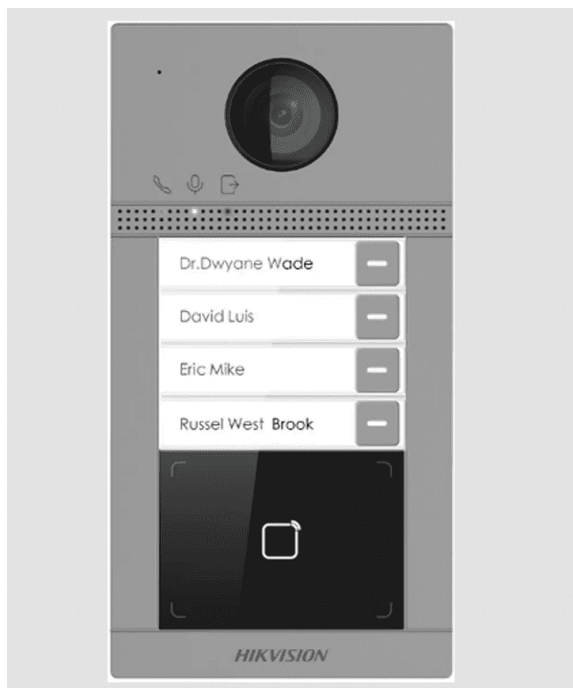 Dr.Dwyane Wade
David Luis
Eric Mike
Russel West Brook
HIKVISION